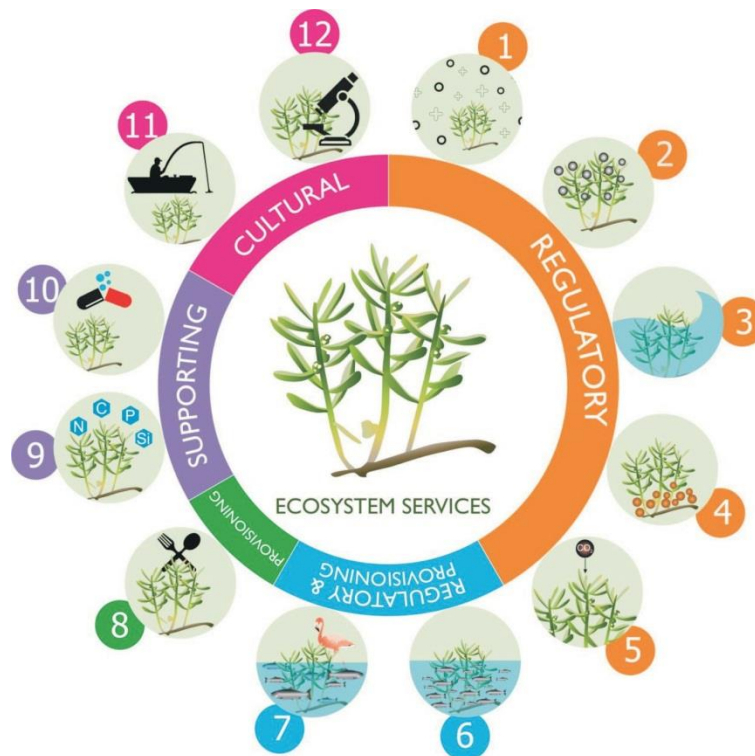 12
1
11
2
CULTURAL
REGULATORY
10
3
SUPPORTING
N
C
P
Si
9
4
ECOSYSTEM SERVICES
PROVISIONING
REGULATORY &
PROVISIONING
CO₂
8
5
7
6